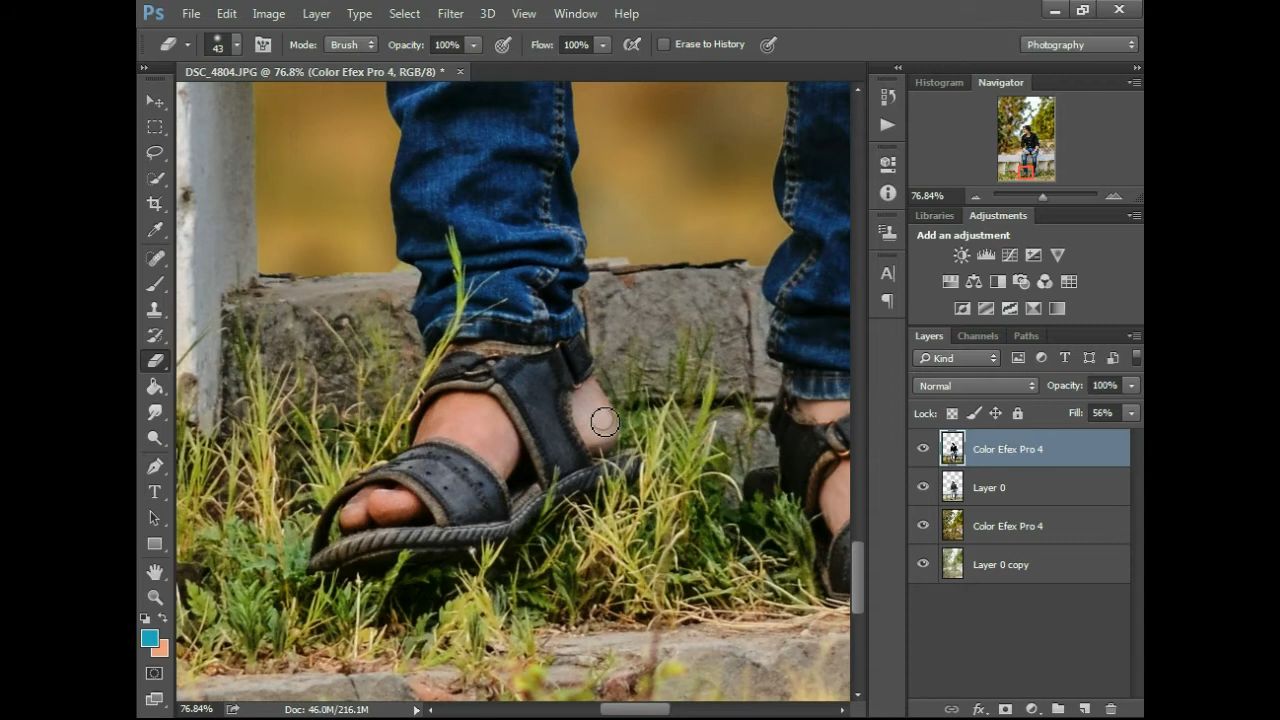 Ps File Edit Image Layer Type Select Filter 3D View Window Help
43 Mode: Brush Opacity: 100% Flow: 100% Erase to History Photography
DSC_4804.JPG @ 76.8% (Color Efex Pro 4, RGB/8) *
Histogram Navigator
76.84%
Libraries Adjustments
Add an adjustment
Layers Channels Paths
Kind
Normal Opacity: 100%
Lock: Fill: 56%
Color Efex Pro 4
Layer 0
Color Efex Pro 4
Layer 0 copy
76.84% Doc: 46.0M/216.1M